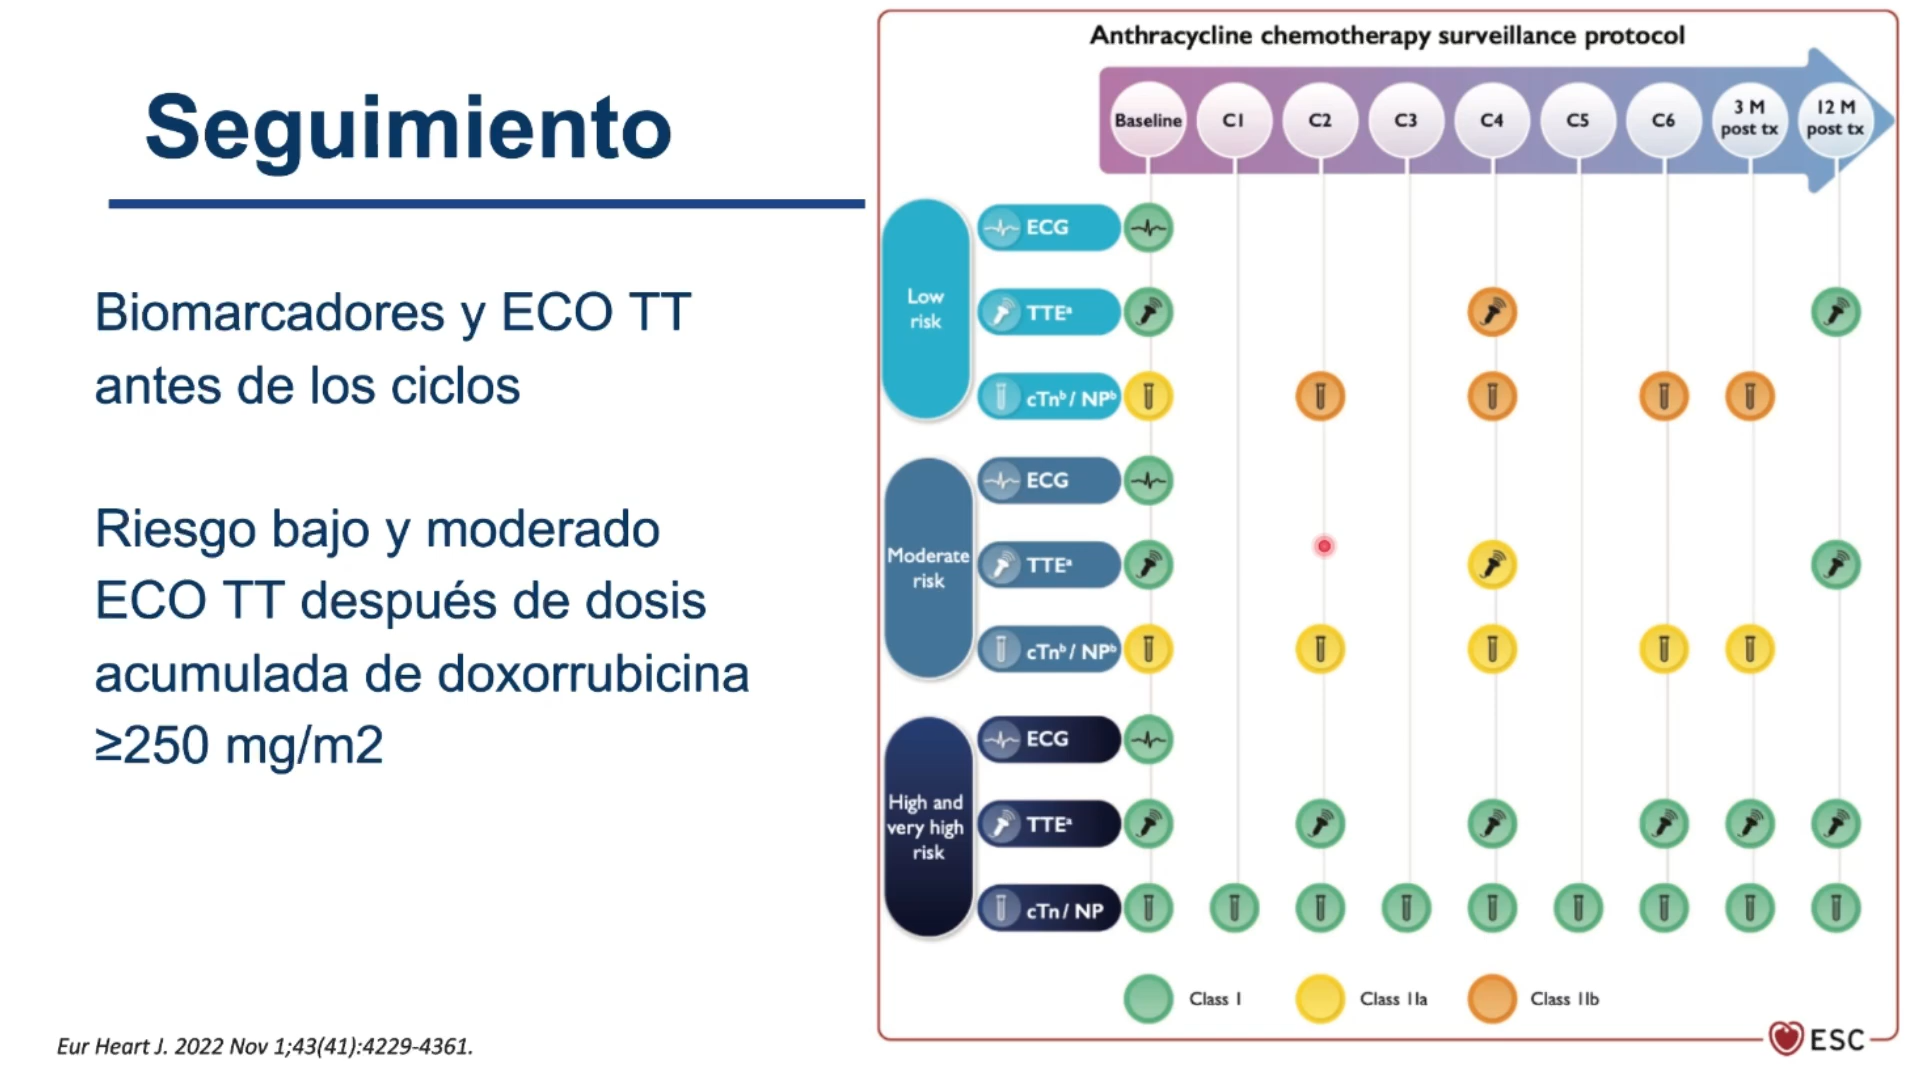 Seguimiento
Biomarcadores y ECO TT
antes de los ciclos
Riesgo bajo y moderado
ECO TT después de dosis
acumulada de doxorrubicina
≥250 mg/m2
Eur Heart J. 2022 Nov 1;43(41):4229-4361.
Anthracycline chemotherapy surveillance protocol
Baseline C1 C2 C3 C4 C5 C6 3 M post tx 12 M post tx
Low
risk
ECG
TTEᵃ
cTnᵇ / NPᵇ
Moderate
risk
ECG
TTEᵃ
cTnᵇ / NPᵇ
High and
very high
risk
ECG
TTEᵃ
cTn / NP
Class I Class IIa Class IIb
ESC